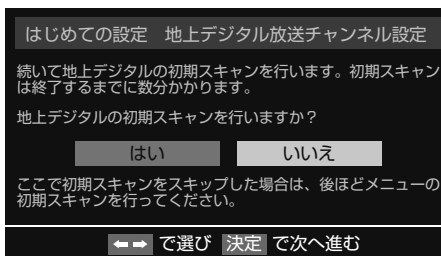 はじめての設定　地上デジタル放送チャンネル設定
続いて地上デジタルの初期スキャンを行います。初期スキャン
は終了するまでに数分かかります。
地上デジタルの初期スキャンを行いますか？
はい　いいえ
ここで初期スキャンをスキップした場合は、後ほどメニューの
初期スキャンを行ってください。
⬅➡ で選び 決定 で次へ進む